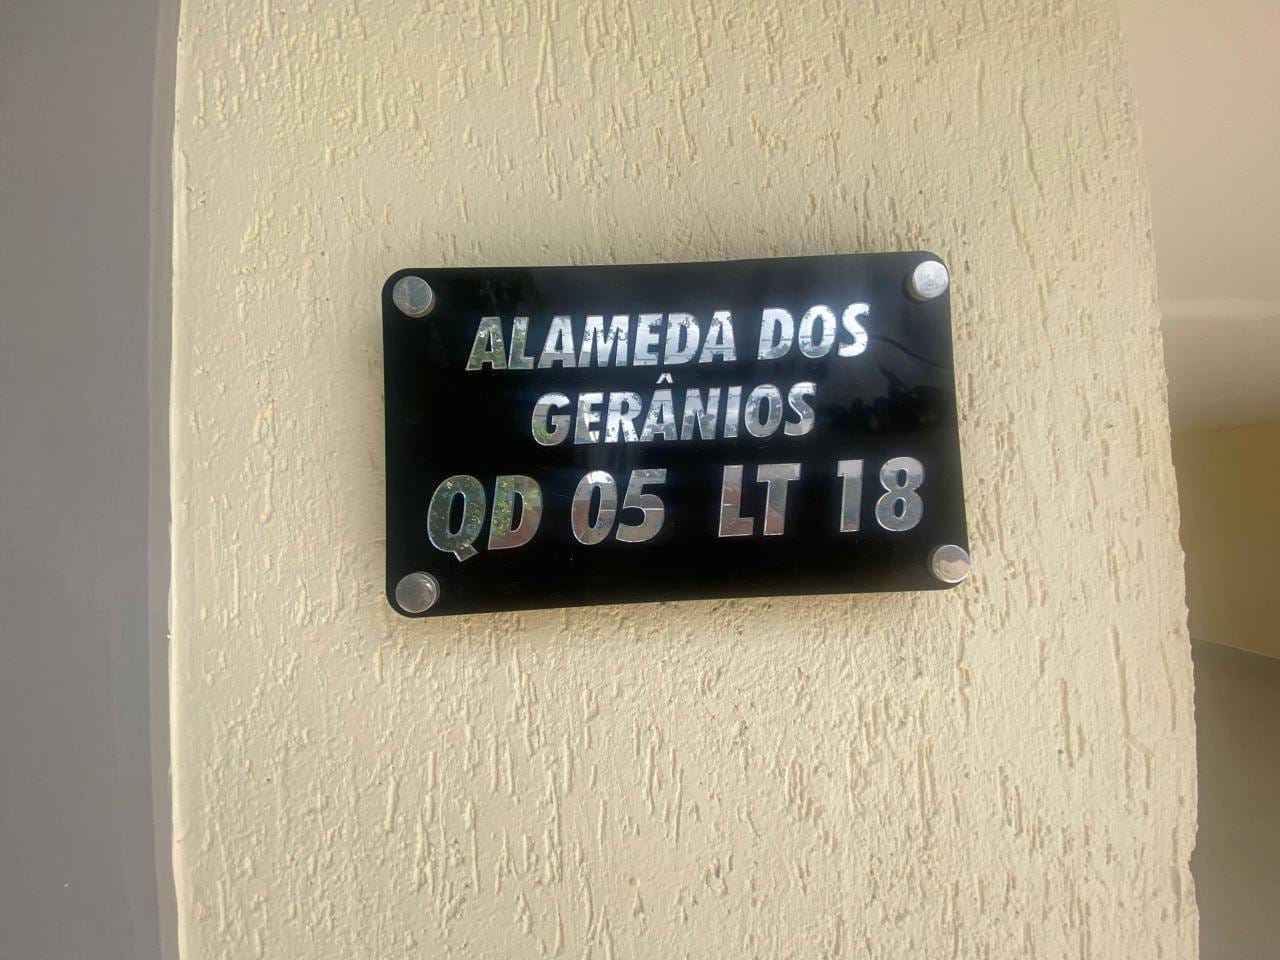 ALAMEDA DOS
GERÂNIOS
QD 05 LT 18